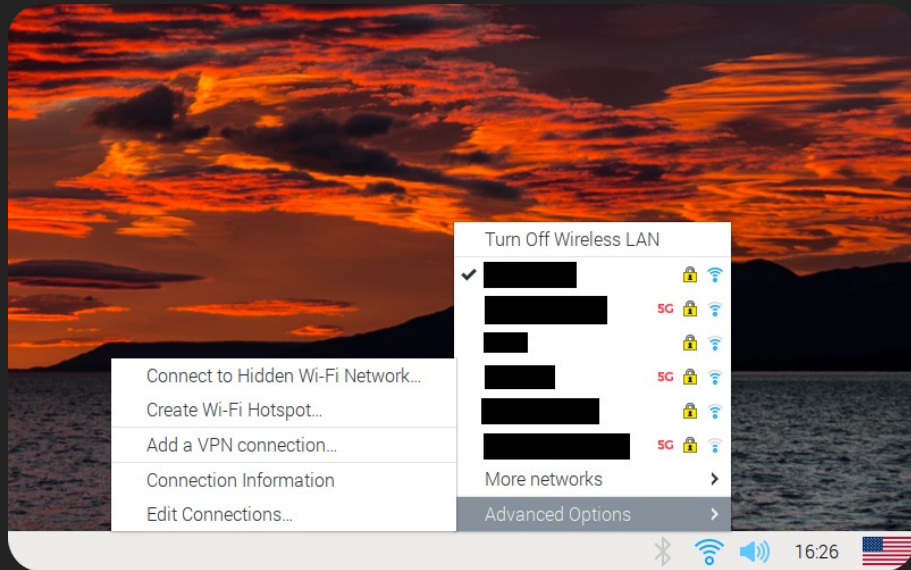 Turn Off Wireless LAN
5G
5G
5G
More networks
Advanced Options
Connect to Hidden Wi-Fi Network...
Create Wi-Fi Hotspot...
Add a VPN connection...
Connection Information
Edit Connections...
16:26